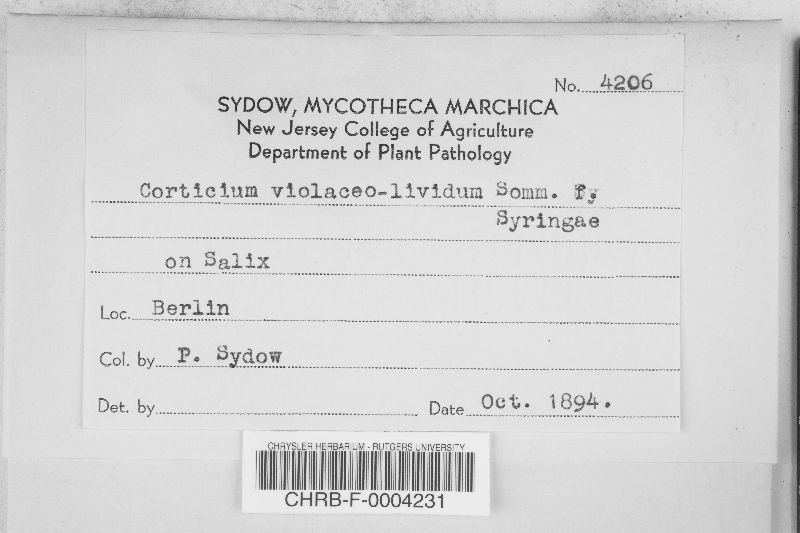 No. 4206
SYDOW, MYCOTHECA MARCHICA
New Jersey College of Agriculture
Department of Plant Pathology
Corticium violaceo-lividum Somm. f.
Syringae
on Salix
Loc. Berlin
Col. by P. Sydow
Det. by
Date Oct. 1894.
CHRYSLER HERBARIUM - RUTGERS UNIVERSITY
CHRB-F-0004231